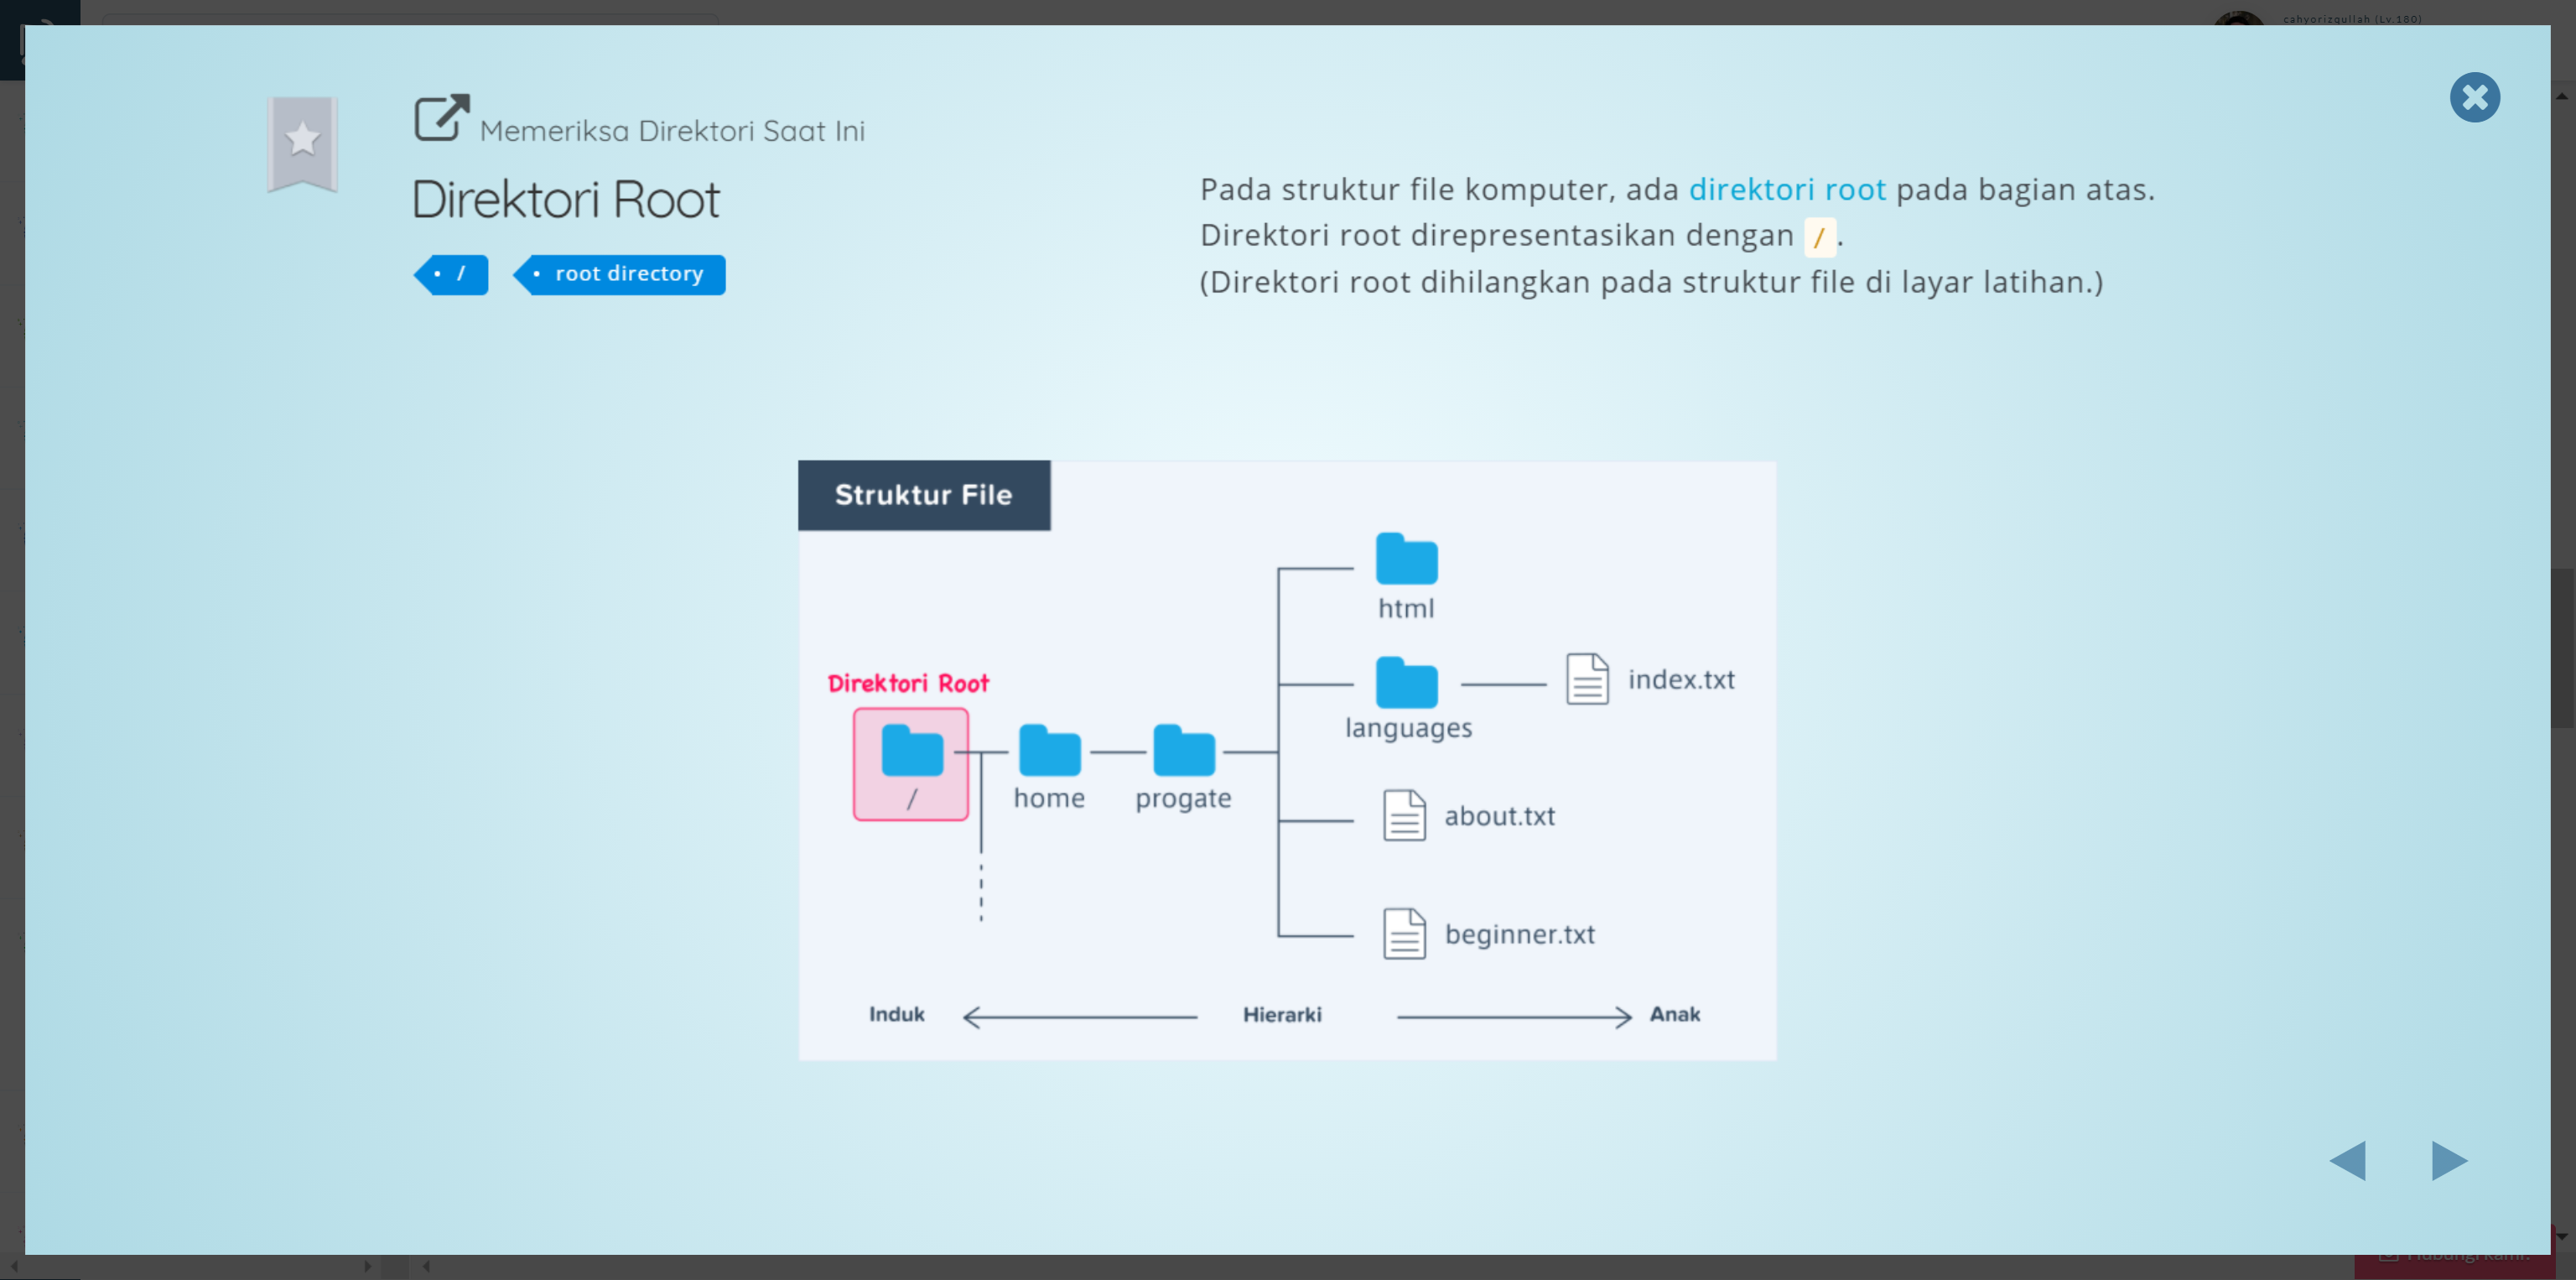 cahyorizqullah (Lv.180)
Memeriksa Direktori Saat Ini
Direktori Root
/
root directory
Pada struktur file komputer, ada direktori root pada bagian atas.
Direktori root direpresentasikan dengan / .
(Direktori root dihilangkan pada struktur file di layar latihan.)
Struktur File
html
languages
index.txt
Direktori Root
/
home
progate
about.txt
beginner.txt
Induk
Hierarki
Anak
Hubungi kami.